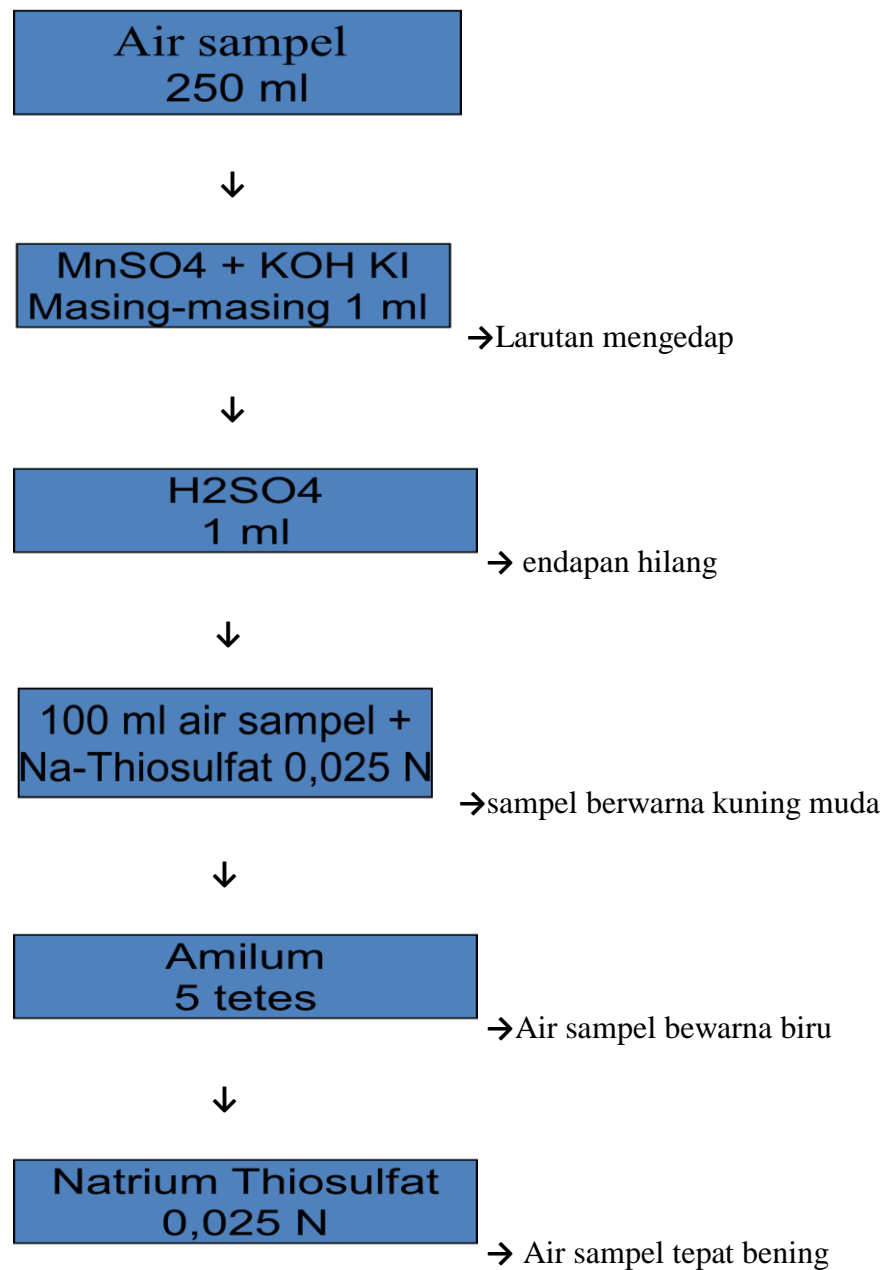 Air sampel
250 ml
↓
MnSO4 + KOH KI
Masing-masing 1 ml
→Larutan mengedap
↓
H2SO4
1 ml
→ endapan hilang
↓
100 ml air sampel +
Na-Thiosulfat 0,025 N
→sampel berwarna kuning muda
↓
Amilum
5 tetes
→Air sampel bewarna biru
↓
Natrium Thiosulfat
0,025 N
→ Air sampel tepat bening